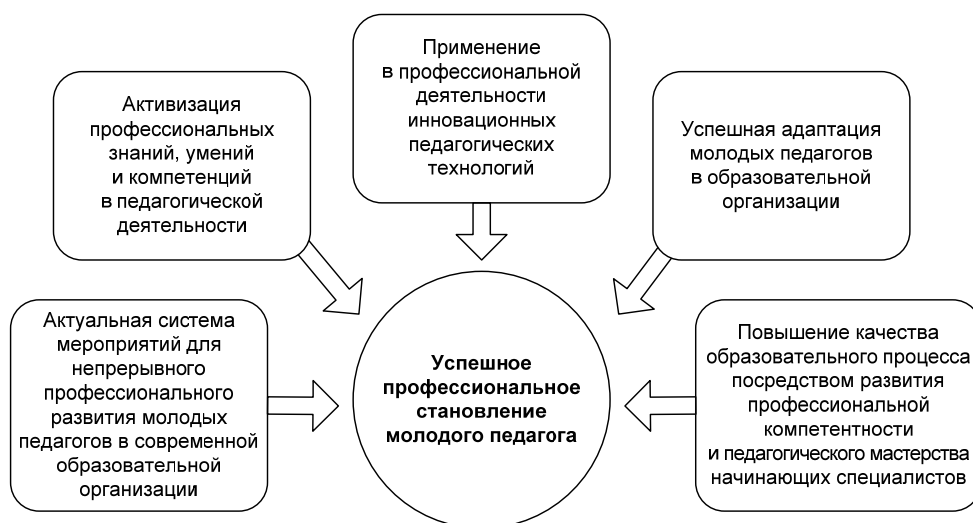 Применение
в профессиональной
деятельности
инновационных
педагогических
технологий
Активизация
профессиональных
знаний, умений
и компетенций
в педагогической
деятельности
Успешная адаптация
молодых педагогов
в образовательной
организации
Актуальная система
мероприятий для
непрерывного
профессионального
развития молодых
педагогов в современной
образовательной
организации
Успешное
профессиональное
становление
молодого педагога
Повышение качества
образовательного процесса
посредством развития
профессиональной
компетентности
и педагогического мастерства
начинающих специалистов